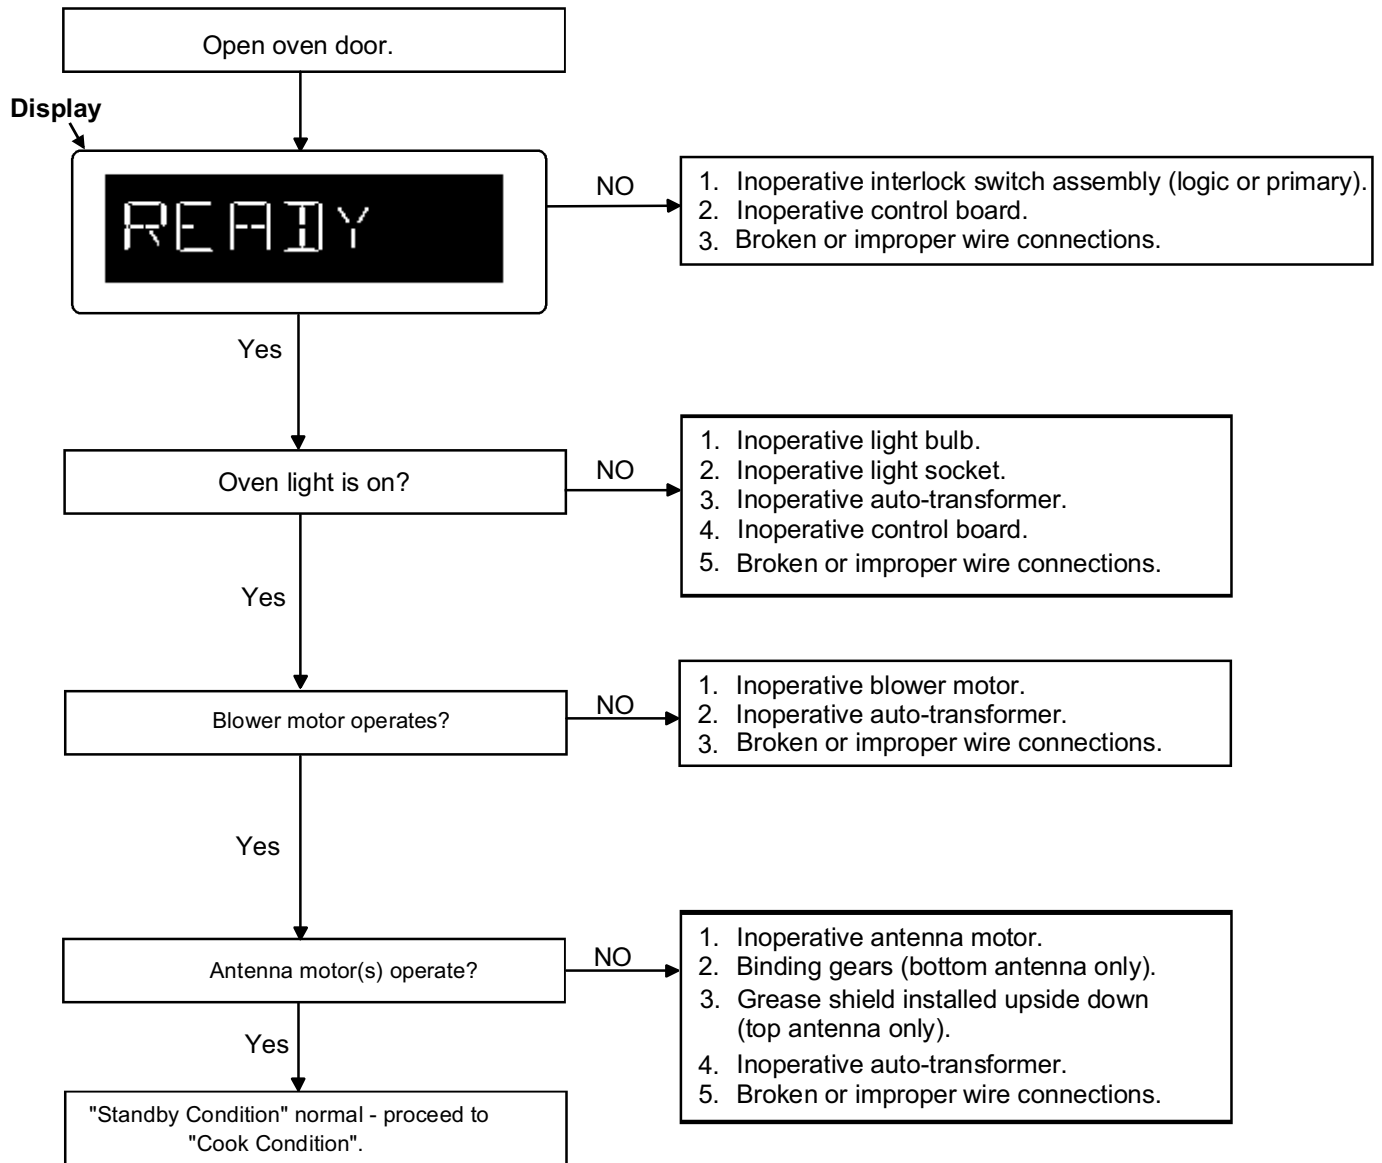 Open oven door.
Display
READY
NO
1. Inoperative interlock switch assembly (logic or primary).
2. Inoperative control board.
3. Broken or improper wire connections.
Yes
Oven light is on?
NO
1. Inoperative light bulb.
2. Inoperative light socket.
3. Inoperative auto-transformer.
4. Inoperative control board.
5. Broken or improper wire connections.
Yes
Blower motor operates?
NO
1. Inoperative blower motor.
2. Inoperative auto-transformer.
3. Broken or improper wire connections.
Yes
Antenna motor(s) operate?
NO
1. Inoperative antenna motor.
2. Binding gears (bottom antenna only).
3. Grease shield installed upside down
(top antenna only).
4. Inoperative auto-transformer.
5. Broken or improper wire connections.
Yes
"Standby Condition" normal - proceed to
"Cook Condition".